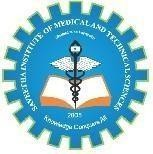 SAVEETHA INSTITUTE OF MEDICAL AND TECHNICAL SCIENCES
2005
Knowledge Conquers All